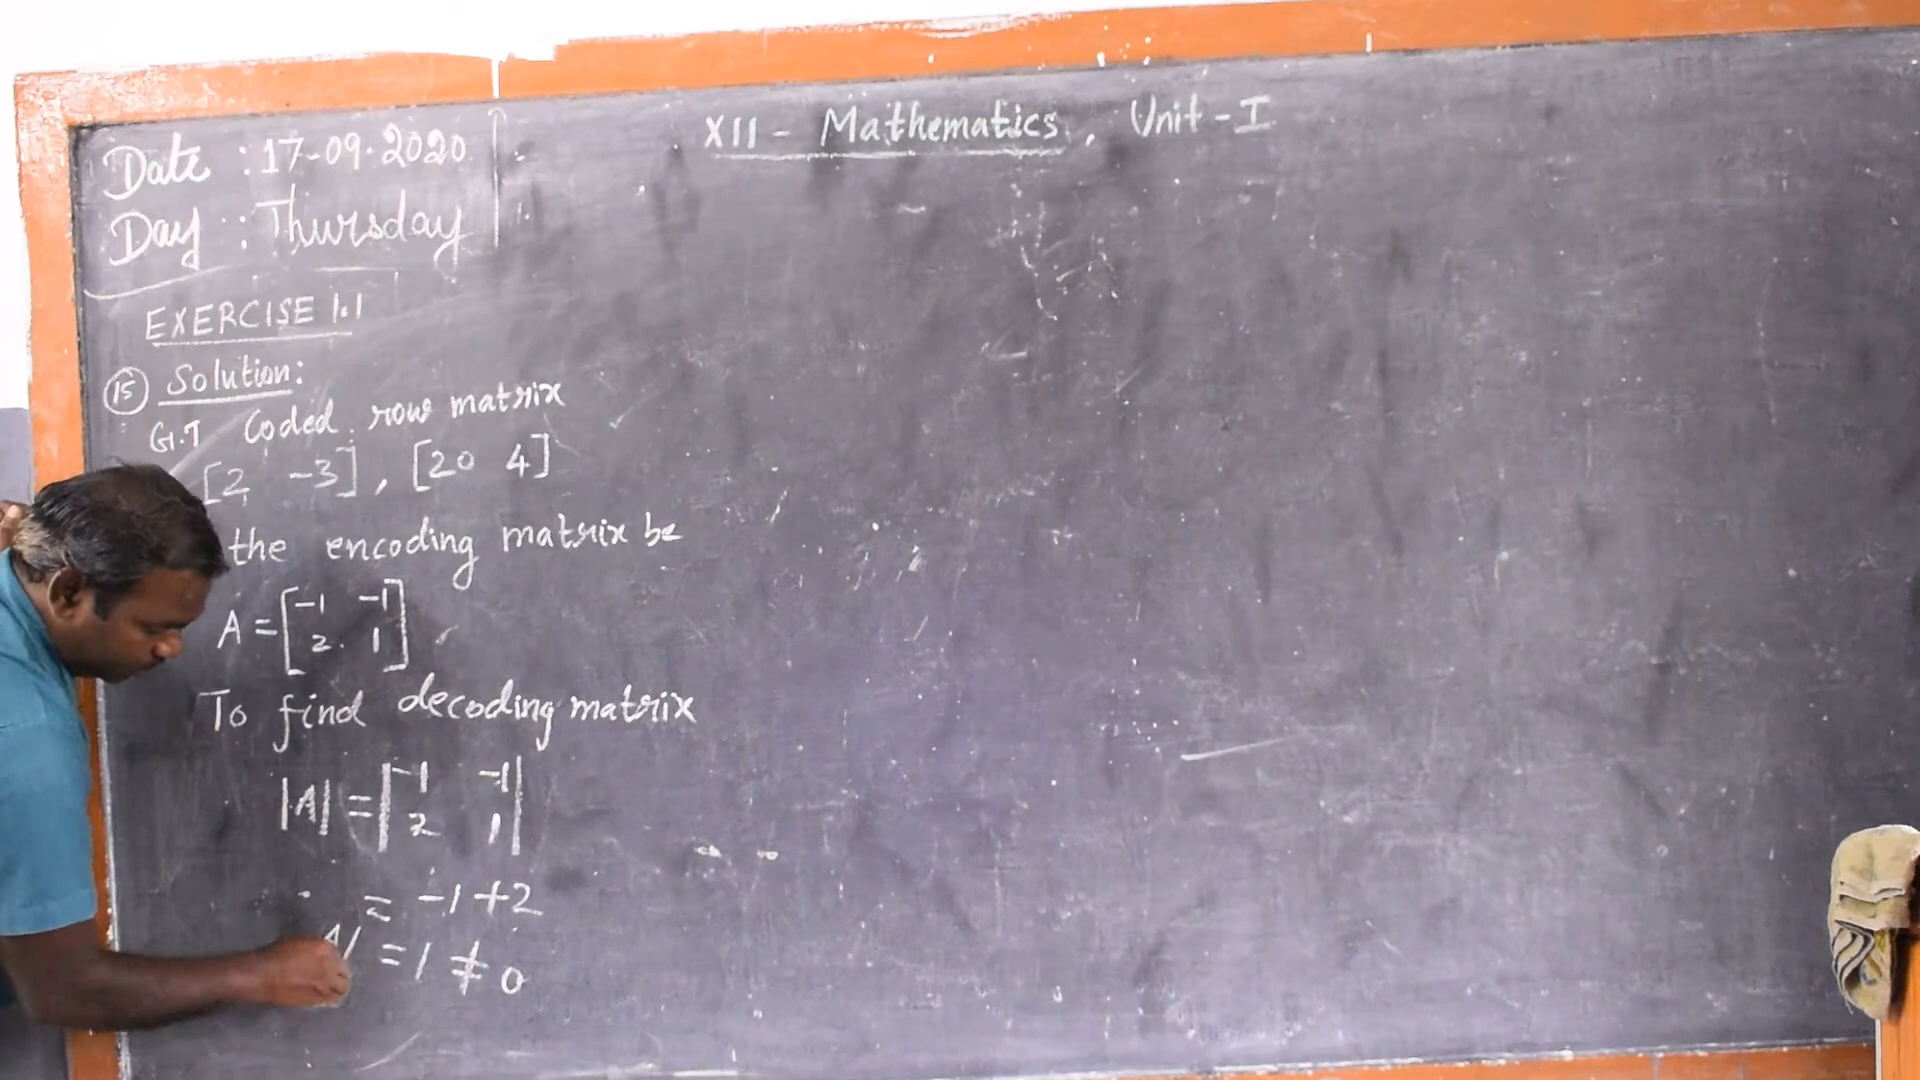 XII - Mathematics, Unit - I
Date : 17-09-2020
Day : Thursday
EXERCISE 1.1
15 Solution:
G.T Coded row matrix
[2 -3], [20 4]
the encoding matrix be
A = [-1 -1
2 1]
To find decoding matrix
|A| = |-1 -1
2 1|
= -1+2
= 1 ≠ 0